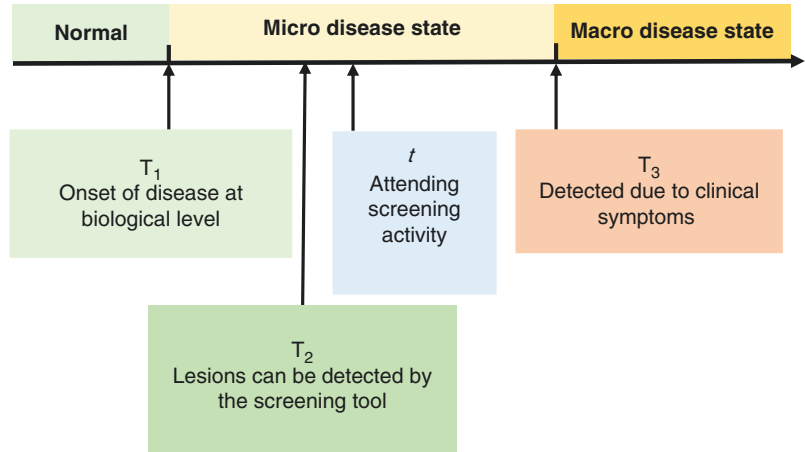 Normal
Micro disease state
Macro disease state
T₁
Onset of disease at
biological level
t
Attending
screening
activity
T₃
Detected due to clinical
symptoms
T₂
Lesions can be detected by
the screening tool